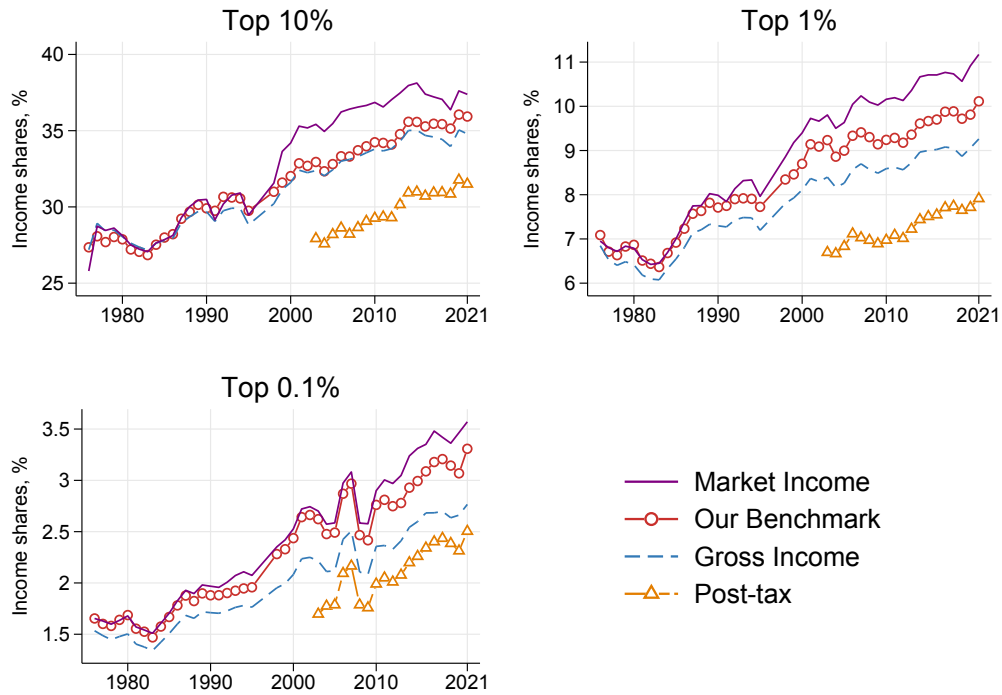 Top 10%
Income shares, %
40
35
30
25
1980 1990 2000 2010 2021
Top 1%
Income shares, %
11
10
9
8
7
6
1980 1990 2000 2010 2021
Top 0.1%
Income shares, %
3.5
3
2.5
2
1.5
1980 1990 2000 2010 2021
Market Income
Our Benchmark
Gross Income
Post-tax